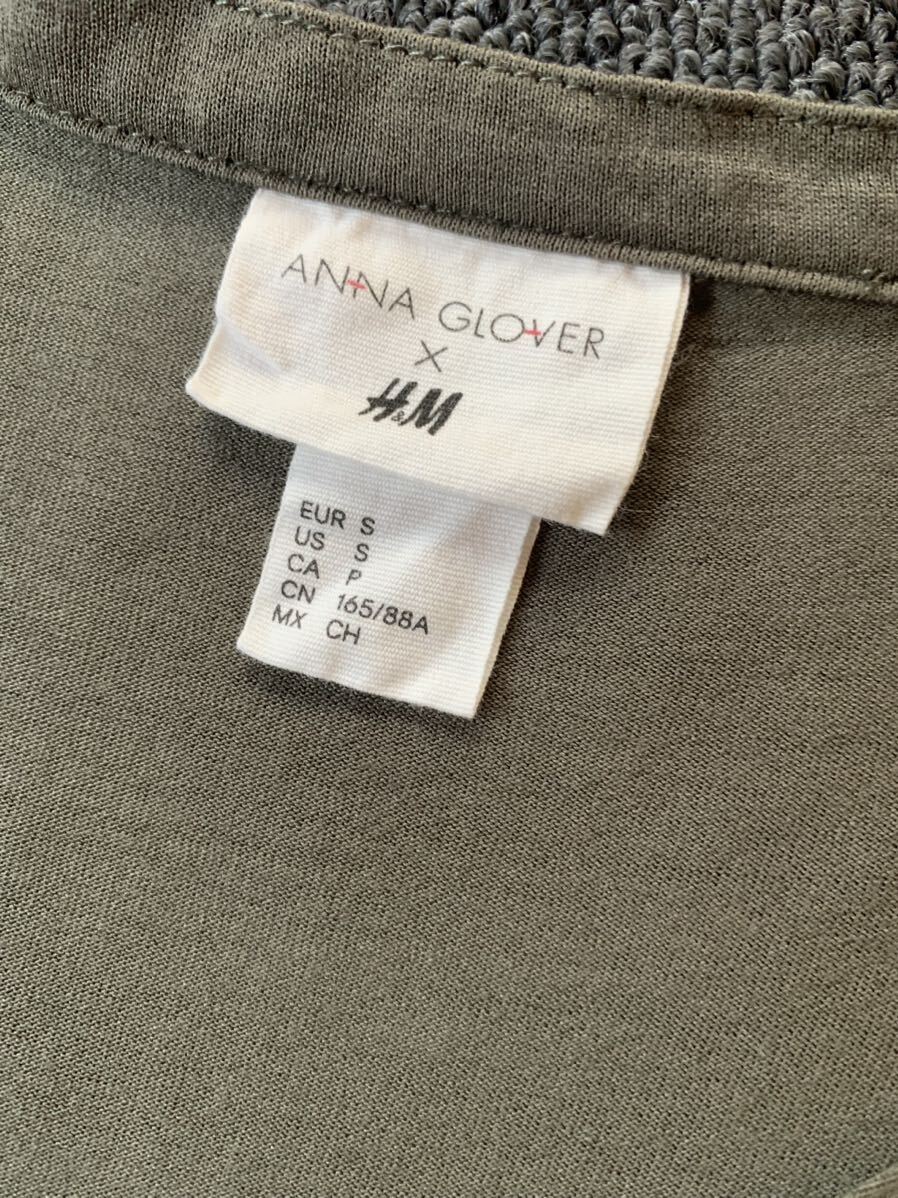 ANNA GLOVER
X
H&M
EUR S
US S
CA P
CN 165/88A
MX CH